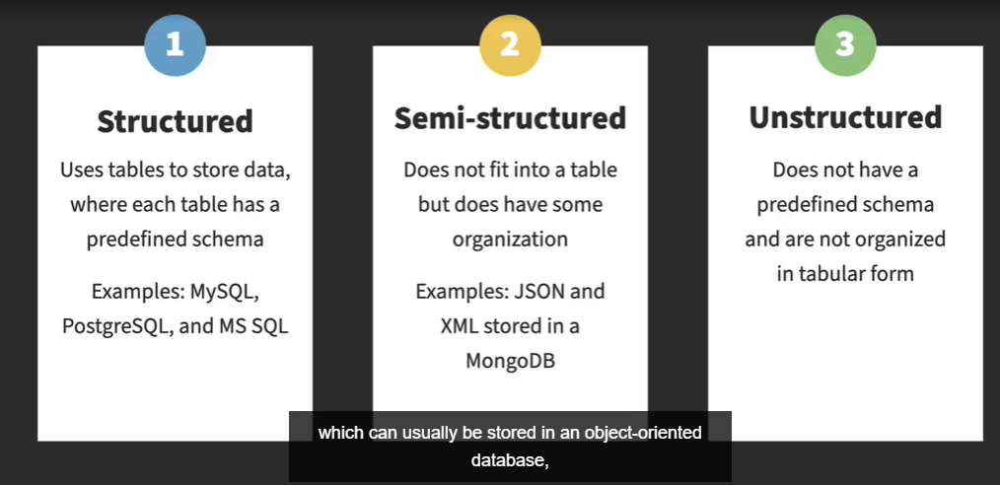 1
Structured
Uses tables to store data,
where each table has a
predefined schema
Examples: MySQL,
PostgreSQL, and MS SQL
2
Semi-structured
Does not fit into a table
but does have some
organization
Examples: JSON and
XML stored in a
MongoDB
3
Unstructured
Does not have a
predefined schema
and are not organized
in tabular form
which can usually be stored in an object-oriented
database,